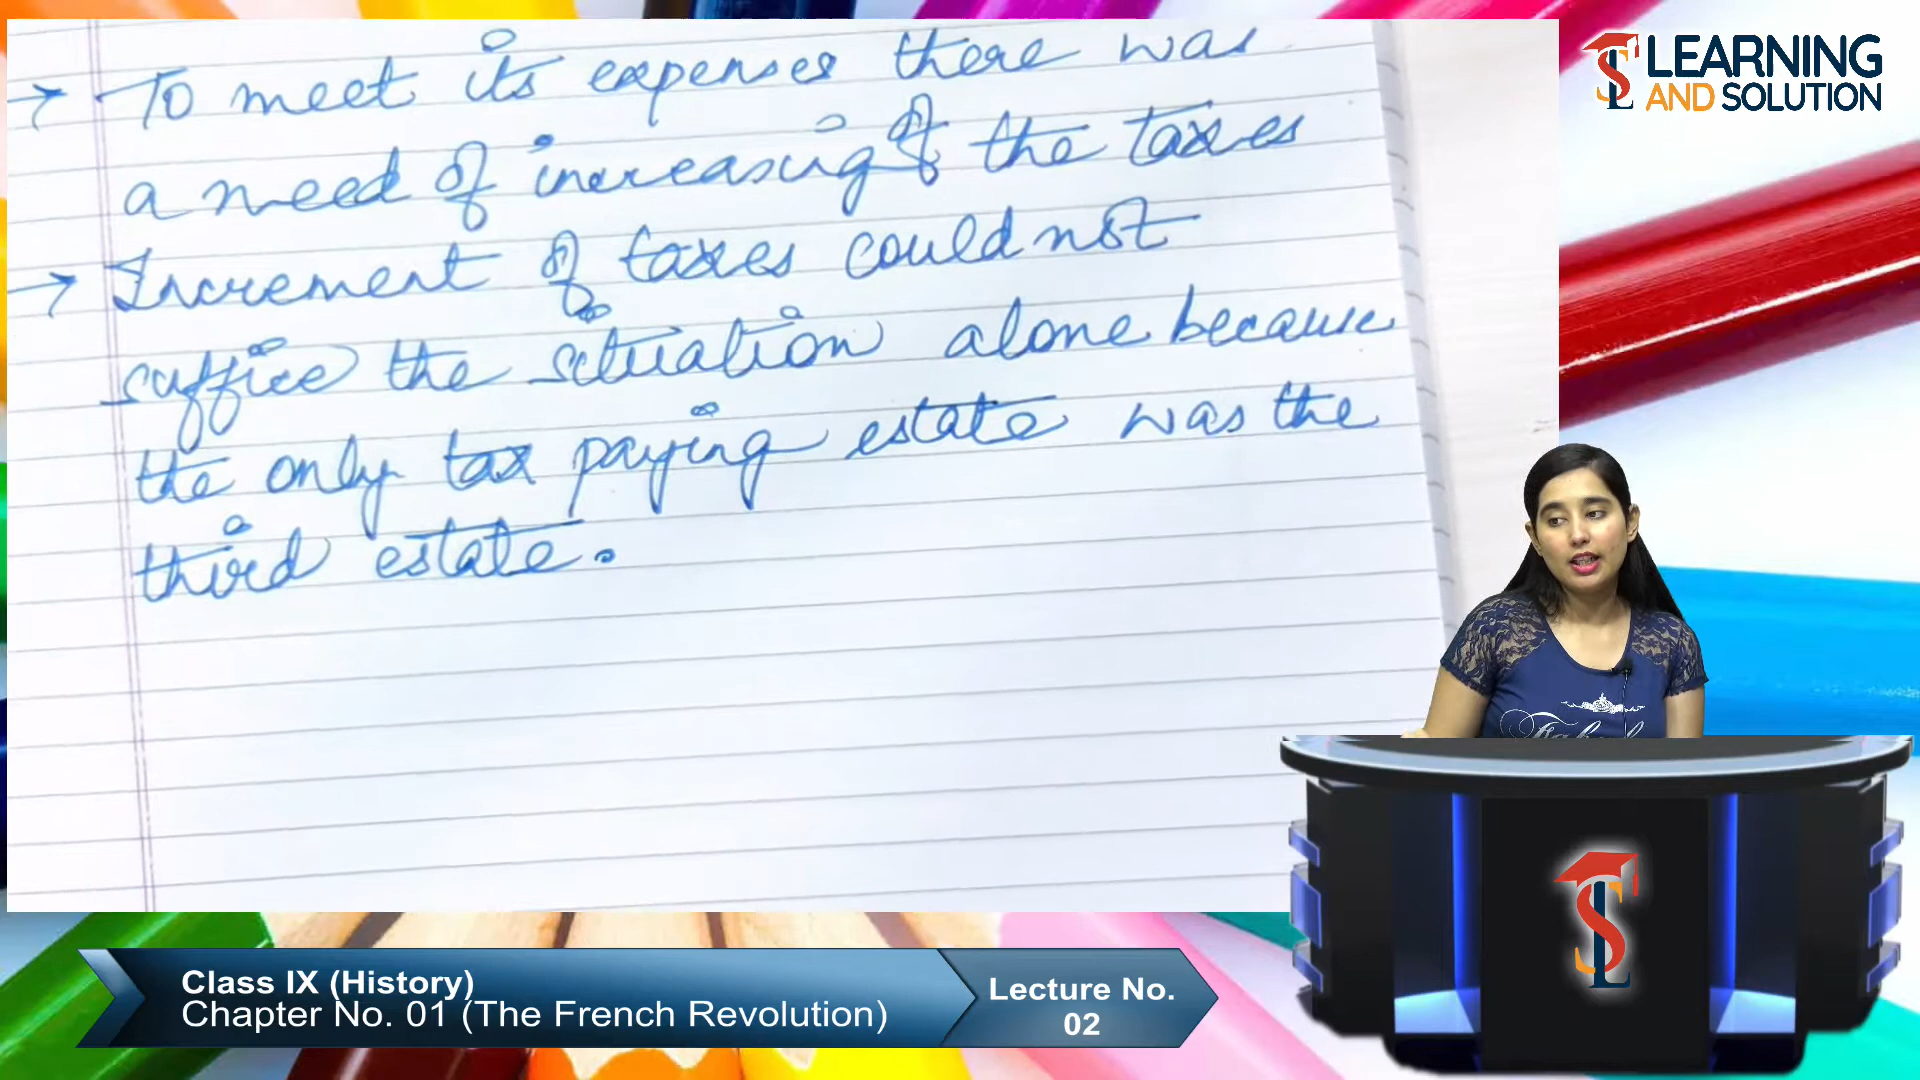 → To meet its expenses there was
a need of increasing of the taxes
→ Increment of taxes could not
suffice the situation alone because
the only tax paying estate was the
third estate.
LEARNING
AND SOLUTION
SL
SL
Class IX (History)
Chapter No. 01 (The French Revolution)
Lecture No.
02